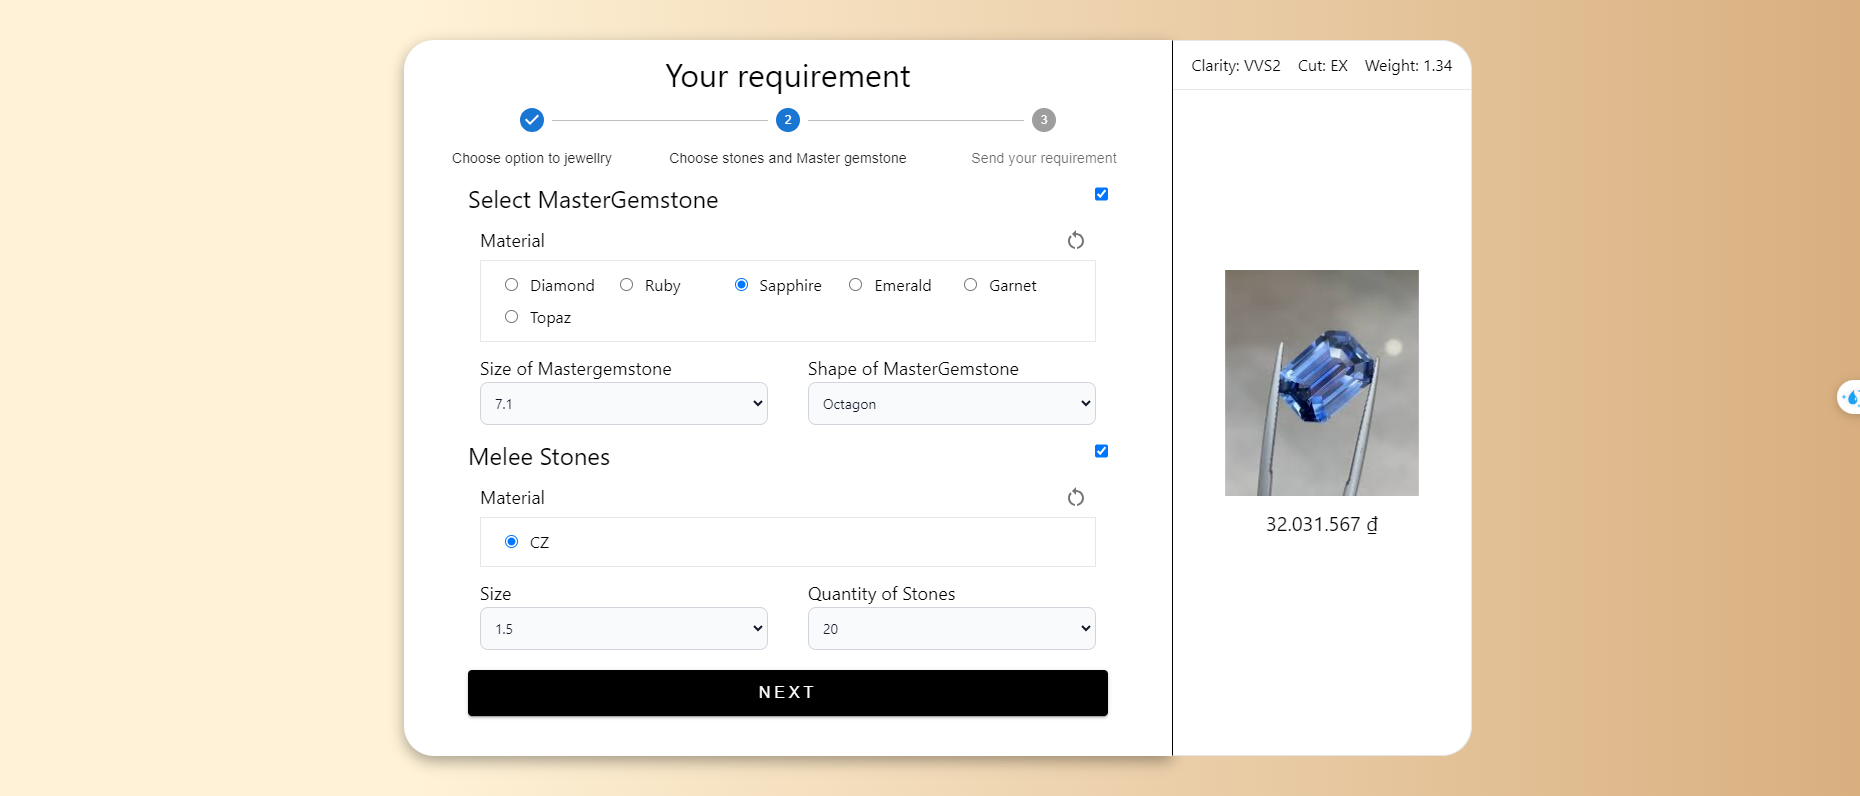 Your requirement
2
3
Choose option to jewellry
Choose stones and Master gemstone
Send your requirement
Select MasterGemstone
Material
Diamond
Ruby
Sapphire
Emerald
Garnet
Topaz
Size of Mastergemstone
Shape of MasterGemstone
7.1
Octagon
Melee Stones
Material
CZ
Size
Quantity of Stones
1.5
20
NEXT
Clarity: VVS2 Cut: EX Weight: 1.34
32.031.567 ₫